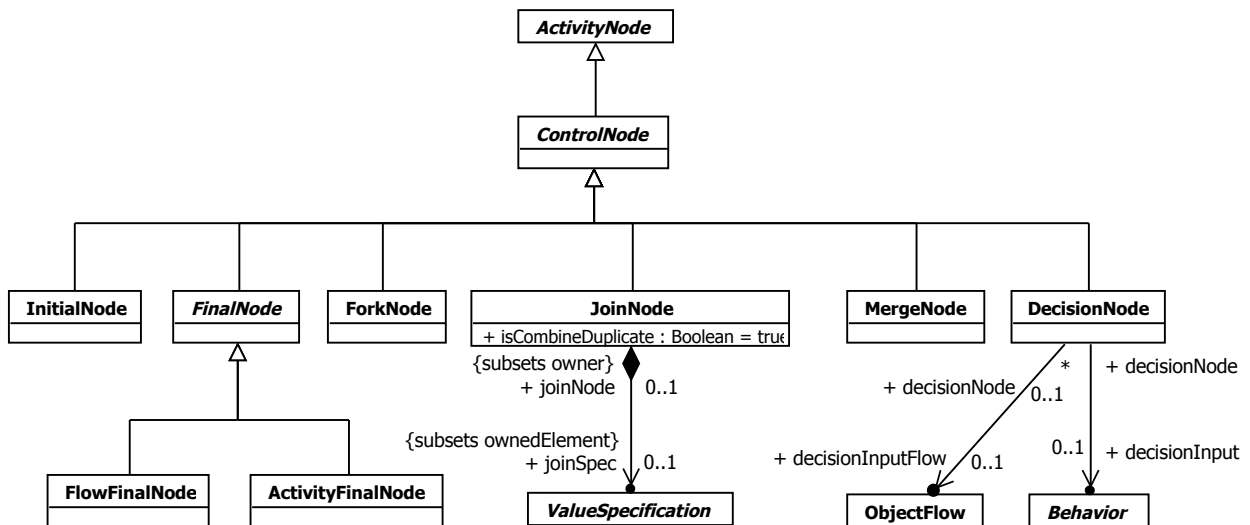 ActivityNode
ControlNode
InitialNode
FinalNode
ForkNode
JoinNode
+ isCombineDuplicate : Boolean = true
MergeNode
DecisionNode
{subsets owner}
+ joinNode
0..1
{subsets ownedElement}
+ joinSpec
0..1
+ decisionNode
0..1
*
+ decisionNode
+ decisionInputFlow
0..1
0..1
+ decisionInput
FlowFinalNode
ActivityFinalNode
ValueSpecification
ObjectFlow
Behavior